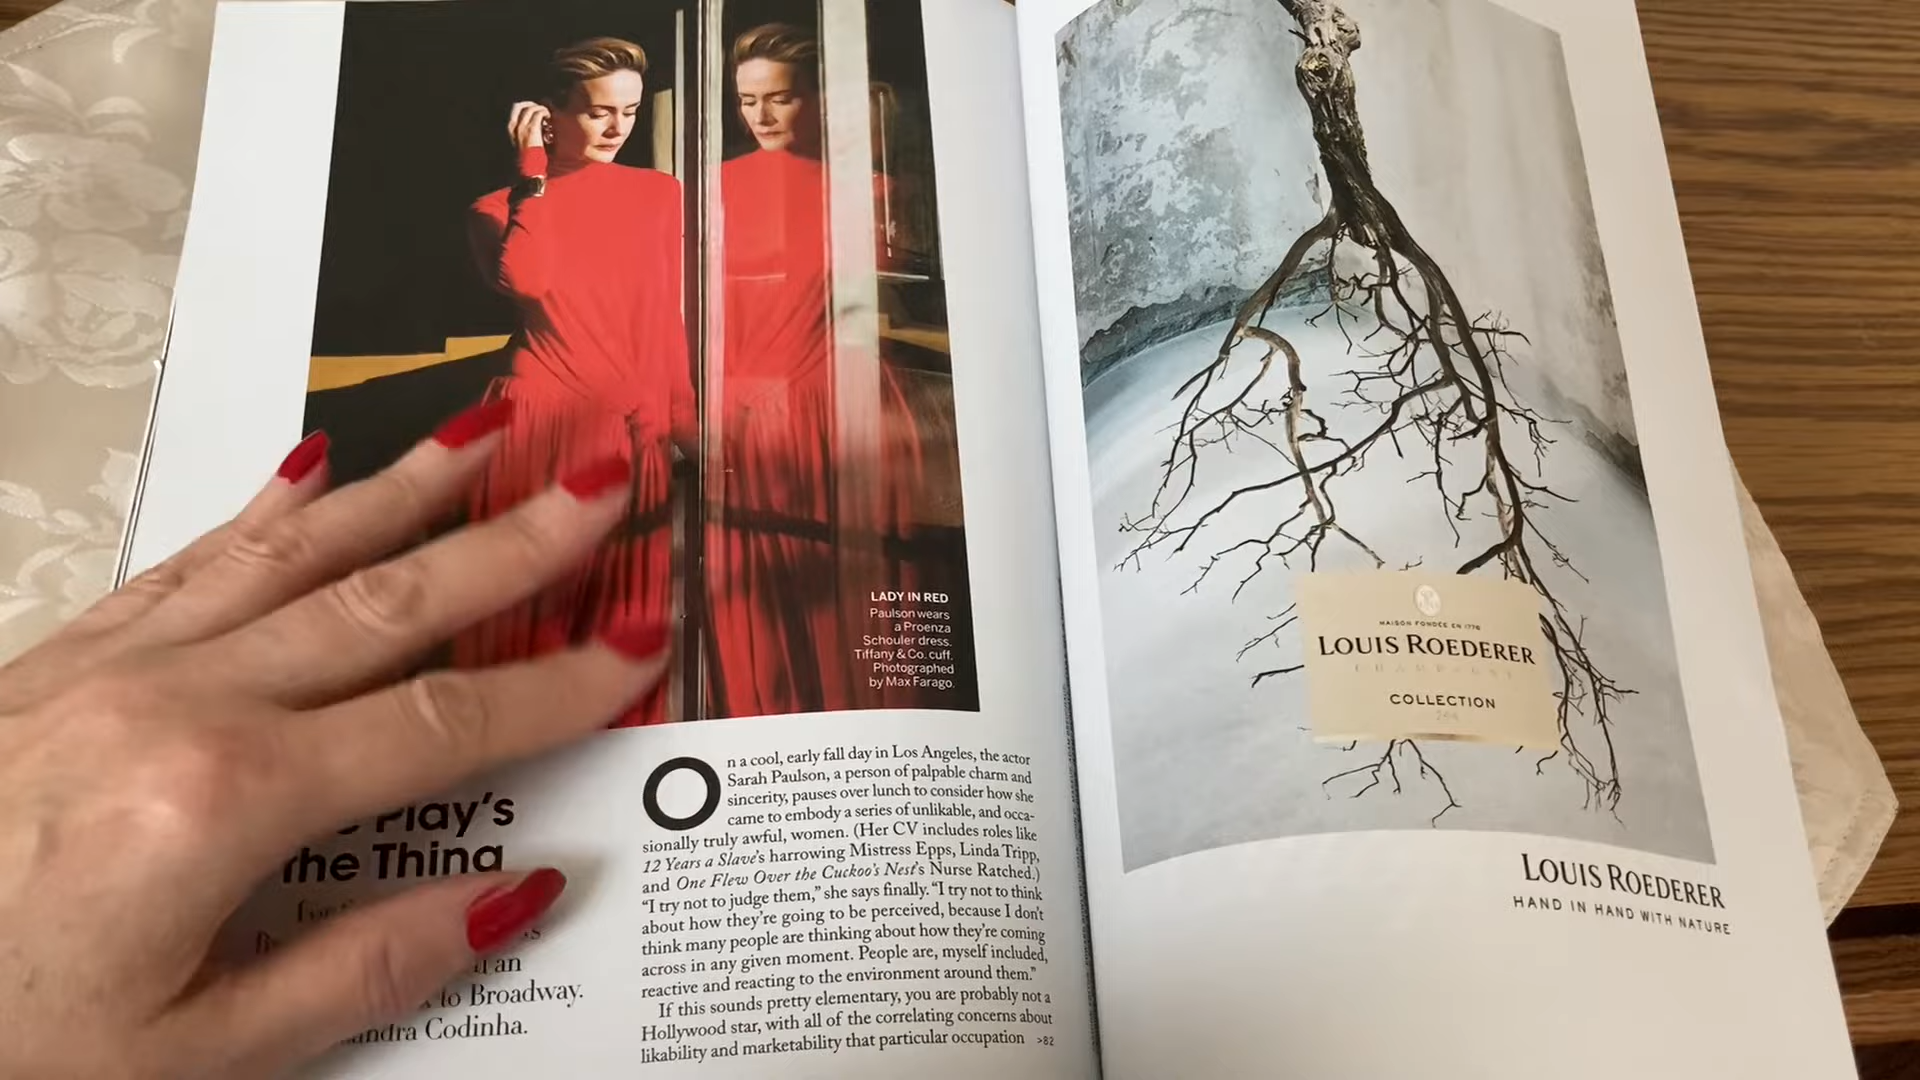 LADY IN RED
Paulson wears
a Proenza
Schouler dress.
Tiffany & Co. cuff.
Photographed
by Max Farago.
Play's
the Thing
an
to Broadway.
Codinha.
On a cool, early fall day in Los Angeles, the actor
Sarah Paulson, a person of palpable charm and
sincerity, pauses over lunch to consider how she
came to embody a series of unlikable, and occa-
sionally truly awful, women. (Her CV includes roles like
12 Years a Slave's harrowing Mistress Epps, Linda Tripp,
and One Flew Over the Cuckoo's Nest's Nurse Ratched.)
“I try not to judge them,” she says finally. “I try not to think
about how they're going to be perceived, because I don't
think many people are thinking about how they're coming
across in any given moment. People are, myself included,
reactive and reacting to the environment around them.”
If this sounds pretty elementary, you are probably not a
Hollywood star, with all of the correlating concerns about
likability and marketability that particular occupation >82
MAISON FONDÉE EN 1776
LOUIS ROEDERER
CHAMPAGNE
COLLECTION
LOUIS ROEDERER
HAND IN HAND WITH NATURE